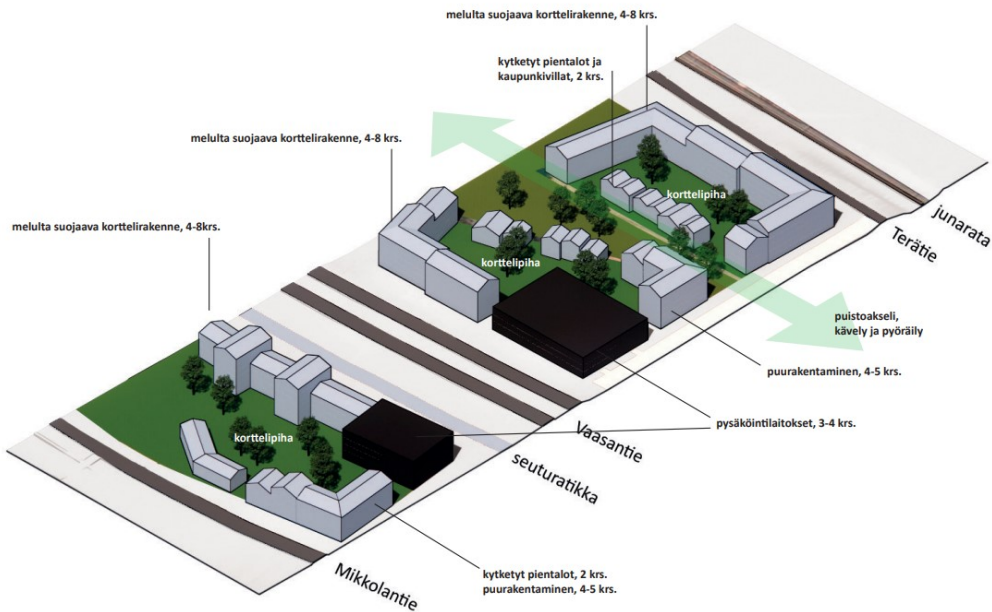 melulta suojaava korttelirakenne, 4-8 krs.
kytketyt pientalot ja
kaupunkivillat, 2 krs.
melulta suojaava korttelirakenne, 4-8 krs.
melulta suojaava korttelirakenne, 4-8krs.
korttelipiha
korttelipiha
korttelipiha
junarata
Terätie
puistoakseli,
kävely ja pyöräily
puurakentaminen, 4-5 krs.
pysäköintilaitokset, 3-4 krs.
Vaasantie
seuturatikka
Mikkolantie
kytketyt pientalot, 2 krs.
puurakentaminen, 4-5 krs.